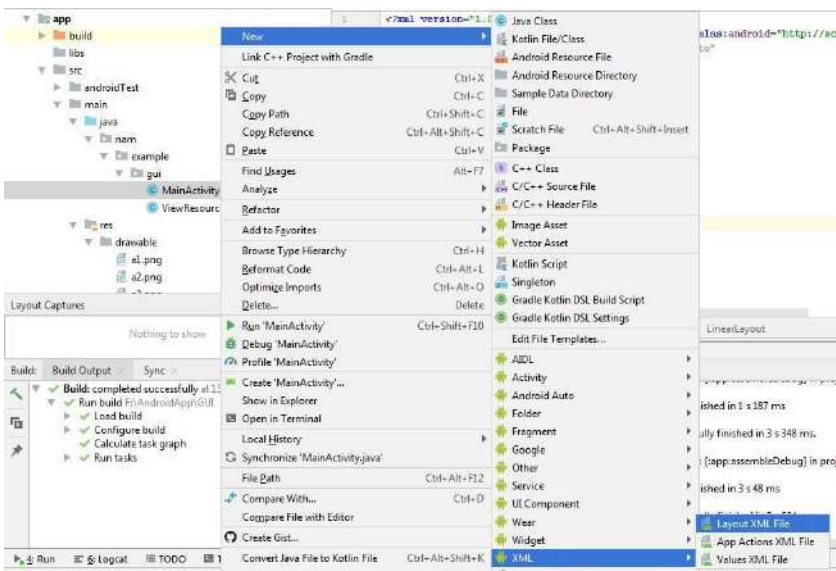 app
build
libs
src
androidTest
main
java
nam
example
gui
MainActivity
ViewResourc
res
drawable
a1.png
a2.png
Layout Captures
Nothing to show
Build: Build Output × Sync ×
Build: completed successfully at 15
Run build F:\AndroidApp\GUI
Load build
Configure build
Calculate task graph
Run tasks
4: Run 6: Logcat TODO
1 <?xml version="1.
New
Link C++ Project with Gradle
Cut Ctrl+X
Copy Ctrl+C
Copy Path Ctrl+Shift+C
Copy Reference Ctrl+Alt+Shift+C
Paste Ctrl+V
Find Usages Alt+F7
Analyze
Refactor
Add to Favorites
Browse Type Hierarchy Ctrl+H
Reformat Code Ctrl+Alt+L
Optimize Imports Ctrl+Alt+O
Delete... Delete
Run 'MainActivity' Ctrl+Shift+F10
Debug 'MainActivity'
Profile 'MainActivity'
Create 'MainActivity'...
Show in Explorer
Open in Terminal
Local History
Synchronize 'MainActivity.java'
File Path Ctrl+Alt+F12
Compare With... Ctrl+D
Compare File with Editor
Create Gist...
Convert Java File to Kotlin File Ctrl+Alt+Shift+K
Java Class
Kotlin File/Class
Android Resource File
Android Resource Directory
Sample Data Directory
File
Scratch File Ctrl+Alt+Shift+Insert
Package
C++ Class
C/C++ Source File
C/C++ Header File
Image Asset
Vector Asset
Kotlin Script
Singleton
Gradle Kotlin DSL Build Script
Gradle Kotlin DSL Settings
Edit File Templates...
AIDL
Activity
Android Auto
Folder
Fragment
Google
Other
Service
UI Component
Wear
Widget
XML
Layout XML File
App Actions XML File
Values XML File
mlns:android="http://sc
to"
LinearLayout
ished in 1 s 187 ms
ully finished in 3 s 348 ms.
: [:app:assembleDebug] in proj
ished in 3 s 48 ms